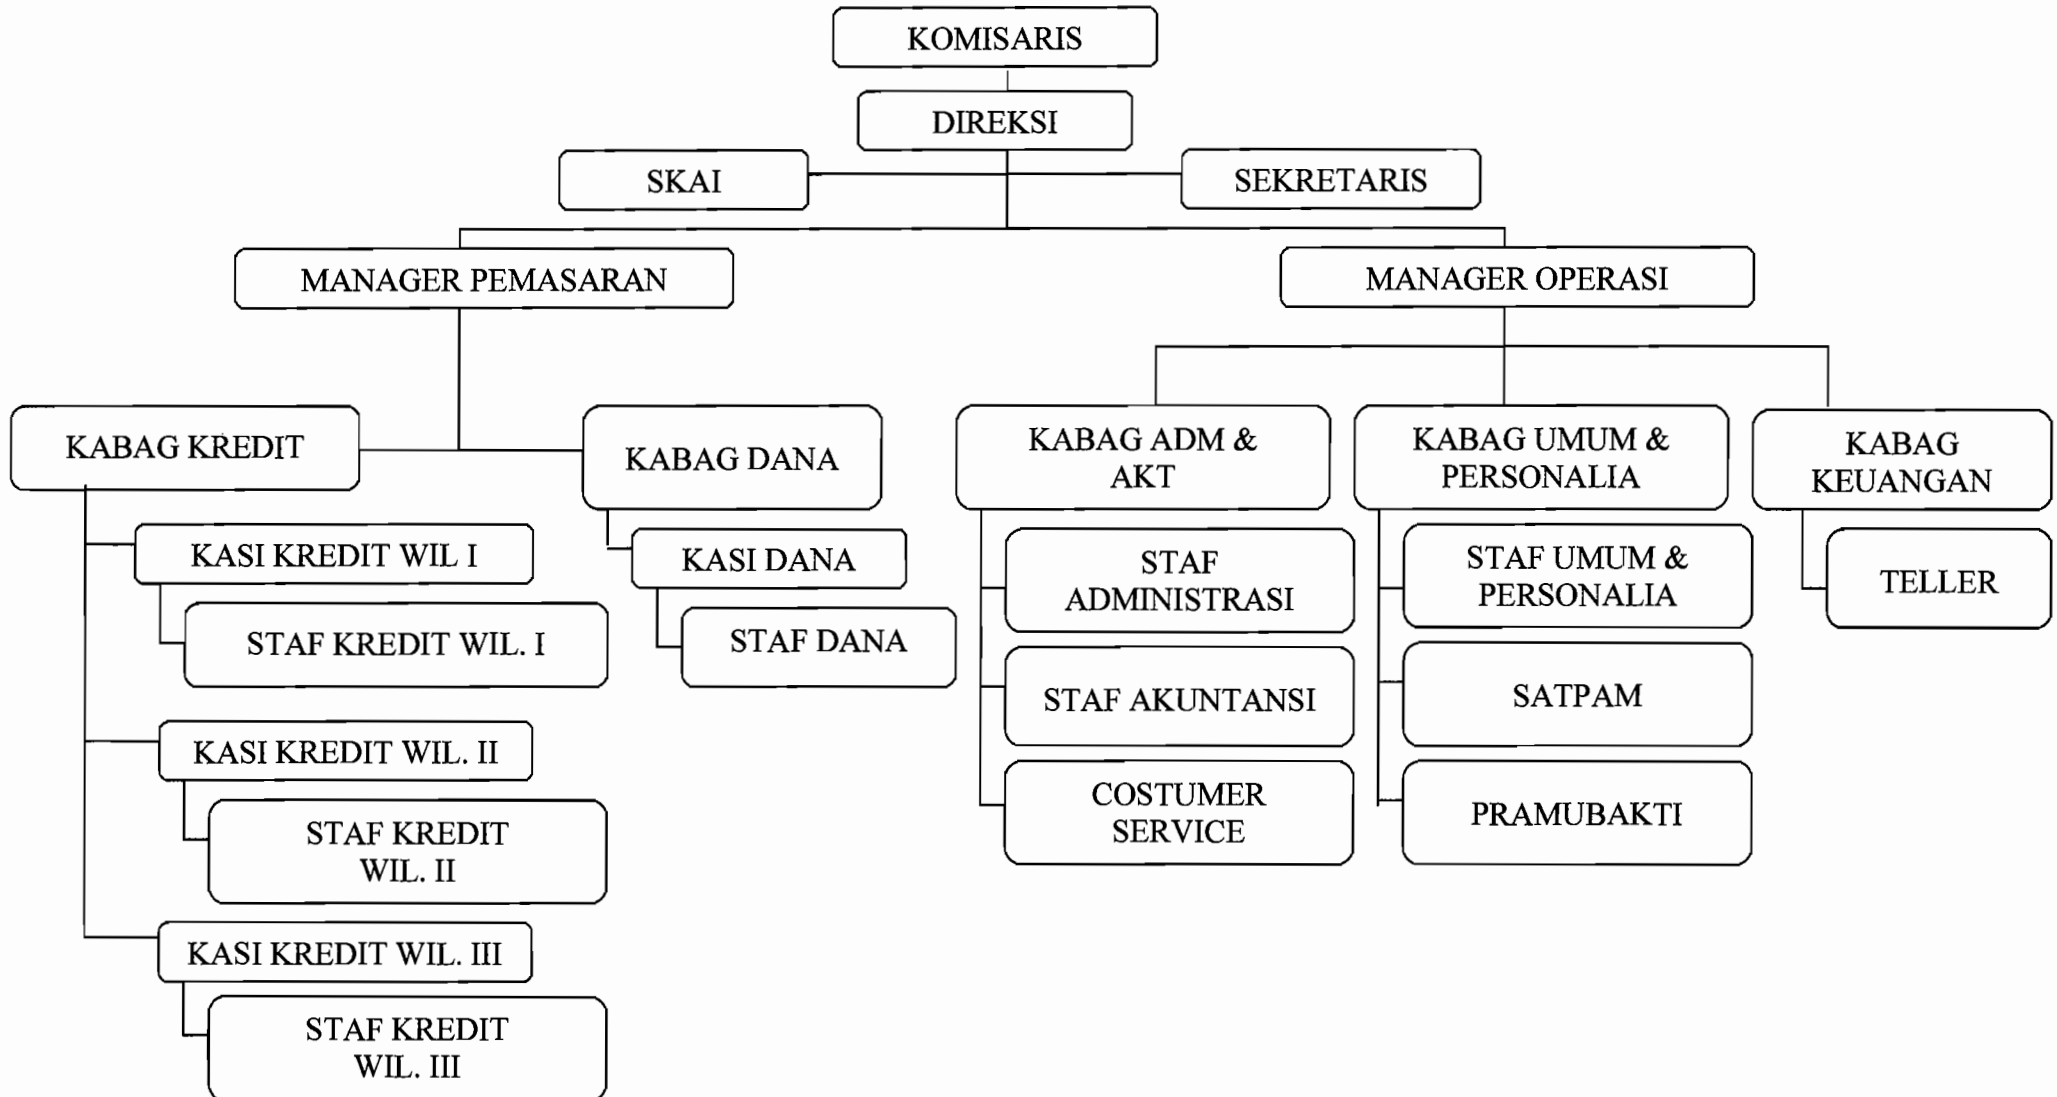 KOMISARIS
DIREKSI
SKAI
SEKRETARIS
MANAGER PEMASARAN
MANAGER OPERASI
KABAG KREDIT
KABAG DANA
KABAG ADM &
AKT
KABAG UMUM &
PERSONALIA
KABAG
KEUANGAN
KASI KREDIT WIL I
STAF KREDIT WIL. I
KASI KREDIT WIL. II
STAF KREDIT
WIL. II
KASI KREDIT WIL. III
STAF KREDIT
WIL. III
KASI DANA
STAF DANA
STAF
ADMINISTRASI
STAF AKUNTANSI
COSTUMER
SERVICE
STAF UMUM &
PERSONALIA
SATPAM
PRAMUBAKTI
TELLER